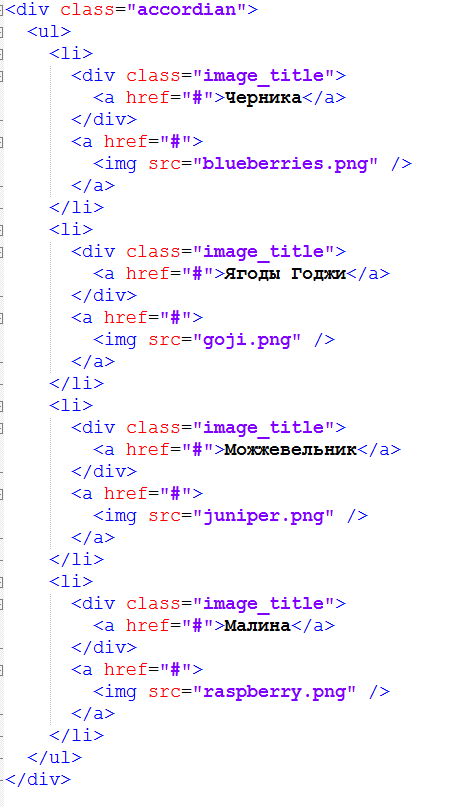 <div class="accordian">
<ul>
<li>
<div class="image_title">
<a href="#">Черника</a>
</div>
<a href="#">
<img src="blueberries.png" />
</a>
</li>
<li>
<div class="image_title">
<a href="#">Ягоды Годжи</a>
</div>
<a href="#">
<img src="goji.png" />
</a>
</li>
<li>
<div class="image_title">
<a href="#">Можжевельник</a>
</div>
<a href="#">
<img src="juniper.png" />
</a>
</li>
<li>
<div class="image_title">
<a href="#">Малина</a>
</div>
<a href="#">
<img src="raspberry.png" />
</a>
</li>
</ul>
</div>